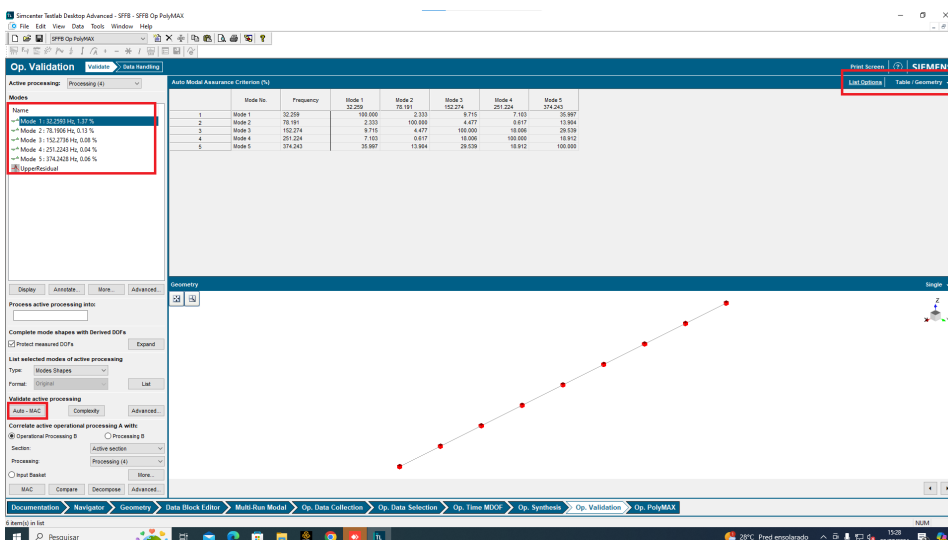 Simcenter Testlab Desktop Advanced - SFFB - SFFB Op PolyMAX
File Edit View Data Tools Window Help
SFFB Op PolyMAX
Op. Validation Validate Data Handling Print Screen SIEMENS
Active processing: Processing (4)
Auto Modal Assurance Criterion (%) List Options Table / Geometry
Modes
Name
Mode 1 : 32.2593 Hz, 1.37 %
Mode 2 : 78.1906 Hz, 0.13 %
Mode 3 : 152.2736 Hz, 0.08 %
Mode 4 : 251.2243 Hz, 0.04 %
Mode 5 : 374.2428 Hz, 0.06 %
UpperResidual
Mode No. Frequency Mode 1 Mode 2 Mode 3 Mode 4 Mode 5
32.259 78.191 152.274 251.224 374.243
1 Mode 1 32.259 100.000 2.333 9.715 7.103 35.997
2 Mode 2 78.191 2.333 100.000 4.477 0.617 13.904
3 Mode 3 152.274 9.715 4.477 100.000 18.006 29.539
4 Mode 4 251.224 7.103 0.617 18.006 100.000 18.912
5 Mode 5 374.243 35.997 13.904 29.539 18.912 100.000
Display Annotate... More... Advanced...
Process active processing into:
Complete mode shapes with Derived DOFs
Protect measured DOFs Expand
List selected modes of active processing
Type: Modes Shapes
Format: Original List
Validate active processing
Auto - MAC Complexity Advanced...
Correlate active operational processing A with:
Operational Processing B Processing B
Section: Active section
Processing: Processing (4)
Input Basket More...
MAC Compare Decompose Advanced...
Geometry Single
Z
Documentation Navigator Geometry Data Block Editor Multi-Run Modal Op. Data Collection Op. Data Selection Op. Time MDOF Op. Synthesis Op. Validation Op. PolyMAX
6 item(s) in list NUM
Pesquisar 28°C Pred ensolarado 15:28